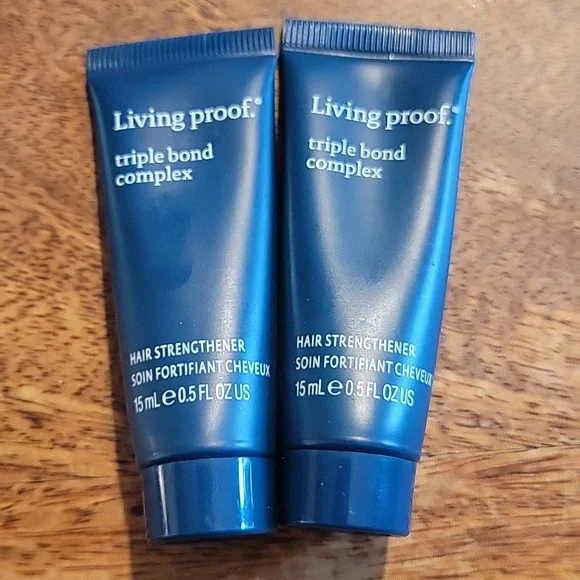 Living proof.®
triple bond
complex
HAIR STRENGTHENER
SOIN FORTIFIANT CHEVEUX
15 mL e 0.5 FL OZ US
Living proof.®
triple bond
complex
HAIR STRENGTHENER
SOIN FORTIFIANT CHEVEUX
15 mL e 0.5 FL OZ US